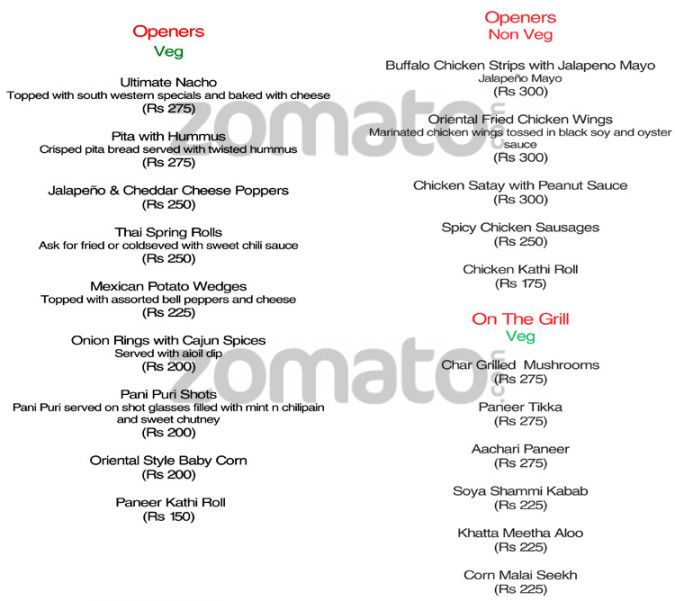 Openers
Veg
Ultimate Nacho
Topped with south western specials and baked with cheese
(Rs 275)
Pita with Hummus
Crisped pita bread served with twisted hummus
(Rs 275)
Jalapeño & Cheddar Cheese Poppers
(Rs 250)
Thai Spring Rolls
Ask for fried or coldseved with sweet chili sauce
(Rs 250)
Mexican Potato Wedges
Topped with assorted bell peppers and cheese
(Rs 225)
Onion Rings with Cajun Spices
Served with aioil dip
(Rs 200)
Pani Puri Shots
Pani Puri served on shot glasses filled with mint n chilipain
and sweet chutney
(Rs 200)
Oriental Style Baby Corn
(Rs 200)
Paneer Kathi Roll
(Rs 150)
Openers
Non Veg
Buffalo Chicken Strips with Jalapeno Mayo
Jalapeño Mayo
(Rs 300)
Oriental Fried Chicken Wings
Marinated chicken wings tossed in black soy and oyster
sauce
(Rs 300)
Chicken Satay with Peanut Sauce
(Rs 300)
Spicy Chicken Sausages
(Rs 250)
Chicken Kathi Roll
(Rs 175)
On The Grill
Veg
Char Grilled Mushrooms
(Rs 275)
Paneer Tikka
(Rs 275)
Aachari Paneer
(Rs 275)
Soya Shammi Kabab
(Rs 225)
Khatta Meetha Aloo
(Rs 225)
Corn Malai Seekh
(Rs 225)
zomato.com
zomato.com